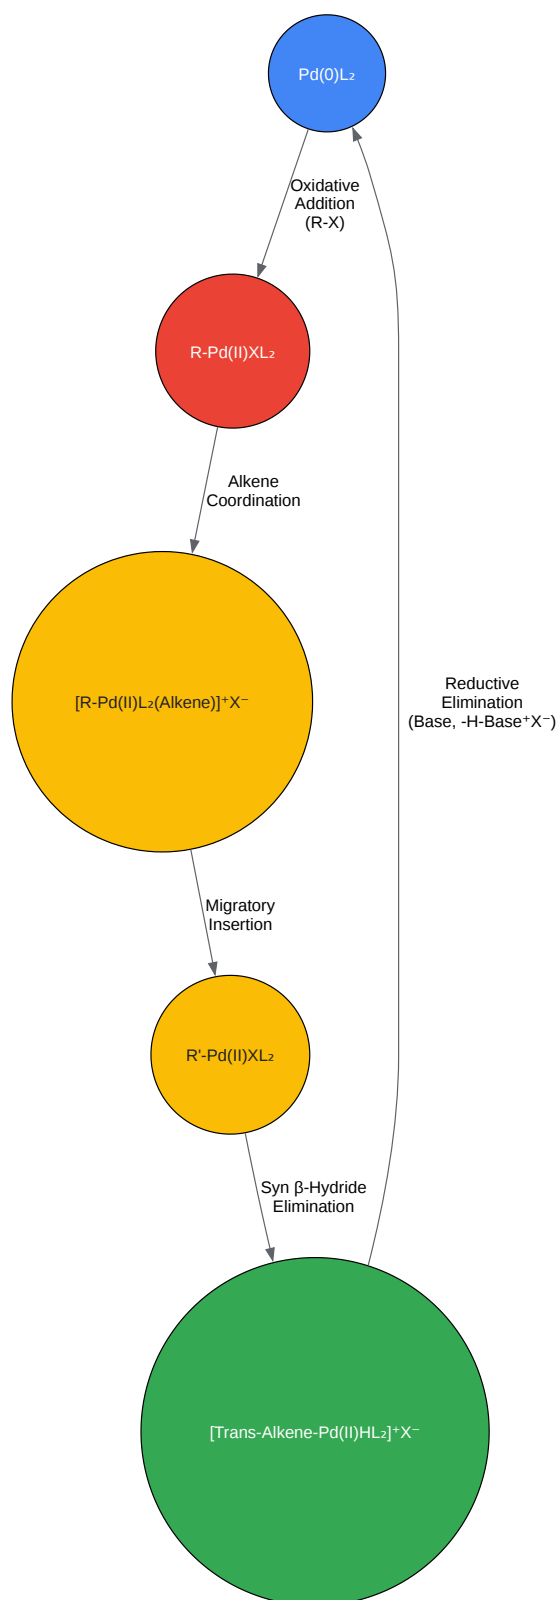 Pd(0)L₂
Oxidative
Addition
(R-X)
R-Pd(II)XL₂
Alkene
Coordination
[R-Pd(II)L₂(Alkene)]⁺X⁻
Reductive
Elimination
(Base, -H-Base⁺X⁻)
Migratory
Insertion
R'-Pd(II)XL₂
Syn β-Hydride
Elimination
[Trans-Alkene-Pd(II)HL₂]⁺X⁻